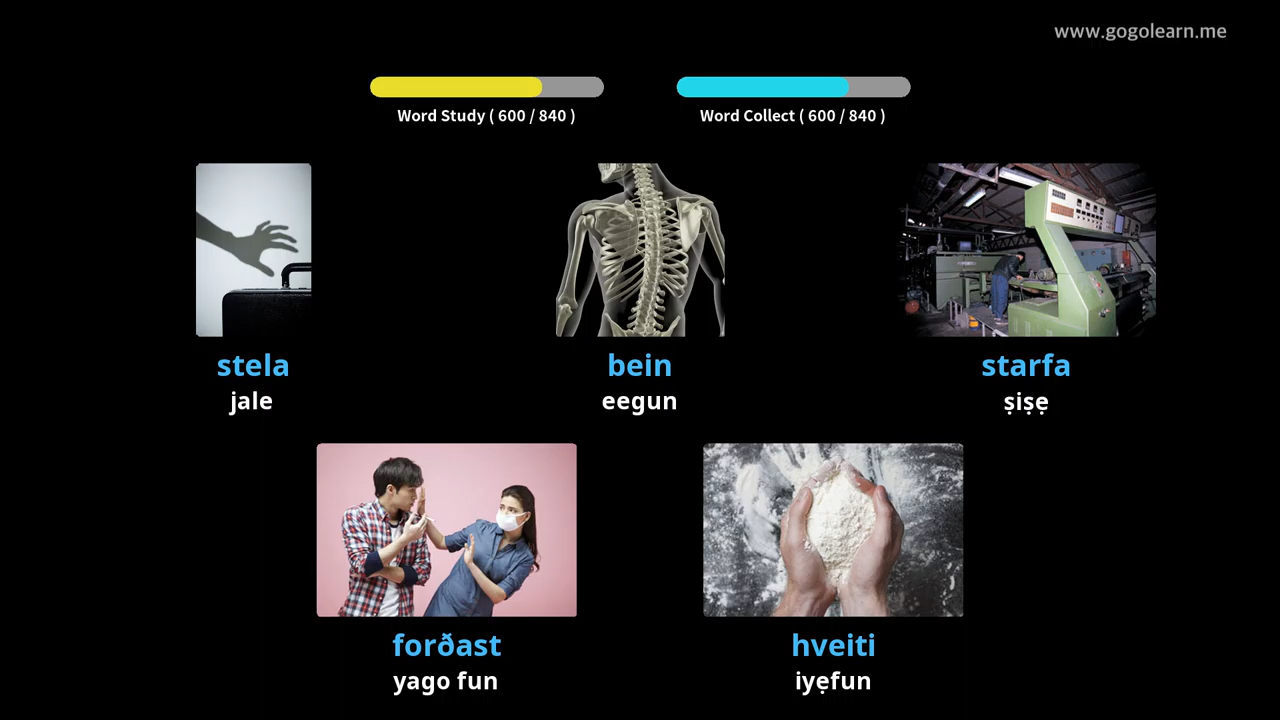 www.gogolearn.me
Word Study ( 600 / 840 )
Word Collect ( 600 / 840 )
stela
jale
bein
eegun
starfa
ṣiṣẹ
forðast
yago fun
hveiti
iyẹfun